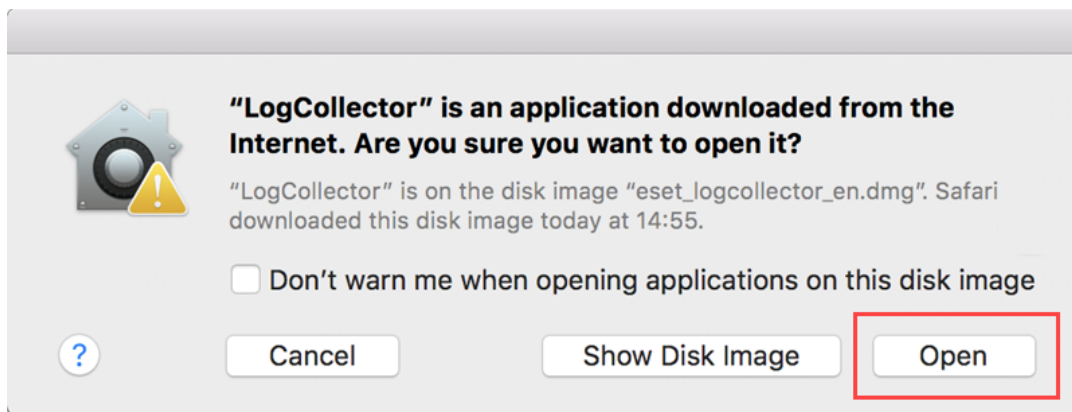 “LogCollector” is an application downloaded from the
Internet. Are you sure you want to open it?
“LogCollector” is on the disk image “eset_logcollector_en.dmg”. Safari
downloaded this disk image today at 14:55.
Don’t warn me when opening applications on this disk image
?
Cancel
Show Disk Image
Open